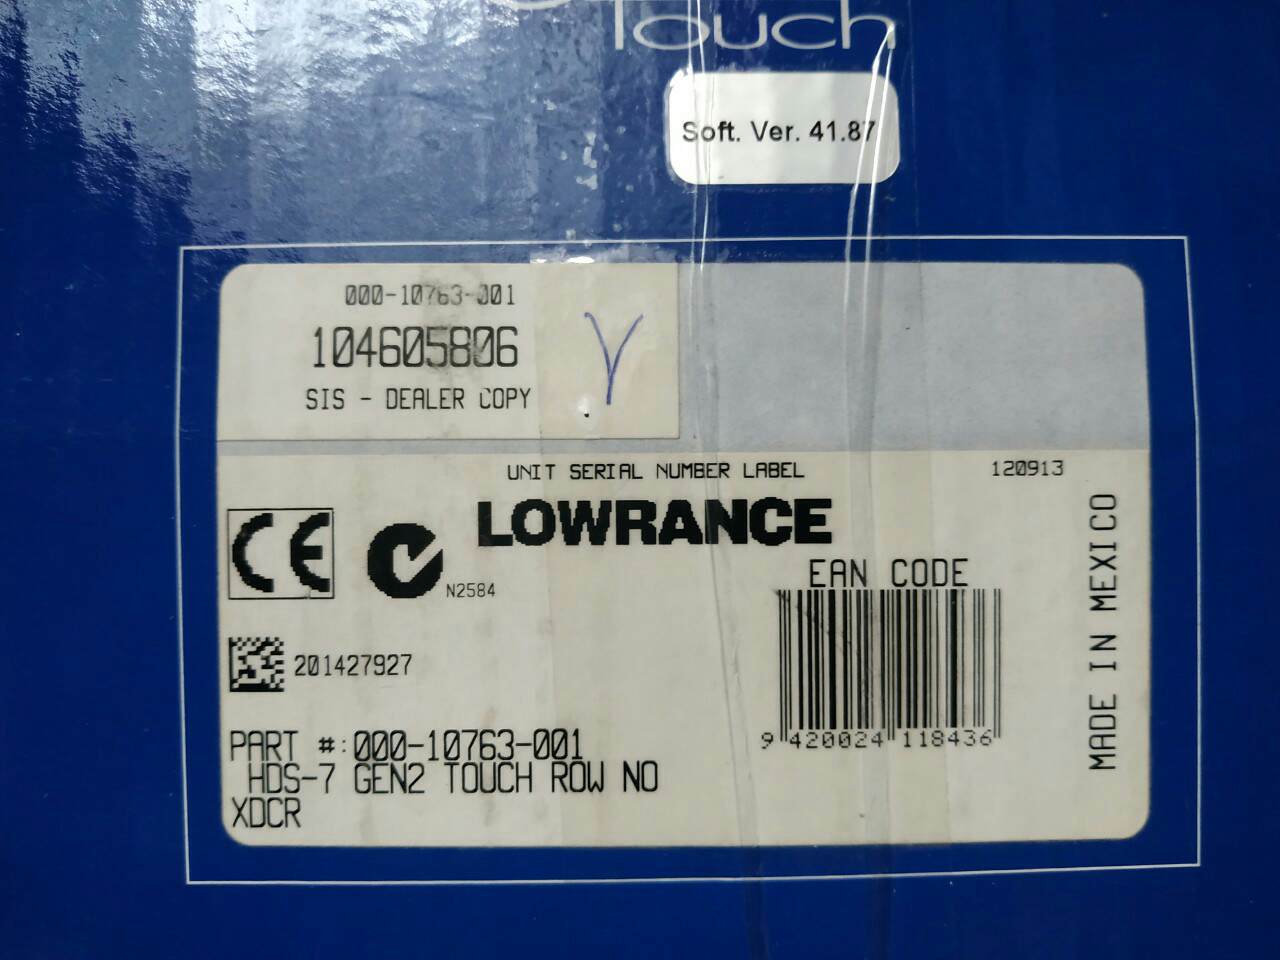 Touch
Soft. Ver. 41.87
000-10763-001
104605806
SIS - DEALER COPY
UNIT SERIAL NUMBER LABEL
120913
LOWRANCE
CE
N2584
EAN CODE
201427927
9 420024 118436
MADE IN MEXICO
PART #:000-10763-001
HDS-7 GEN2 TOUCH ROW NO
XDCR